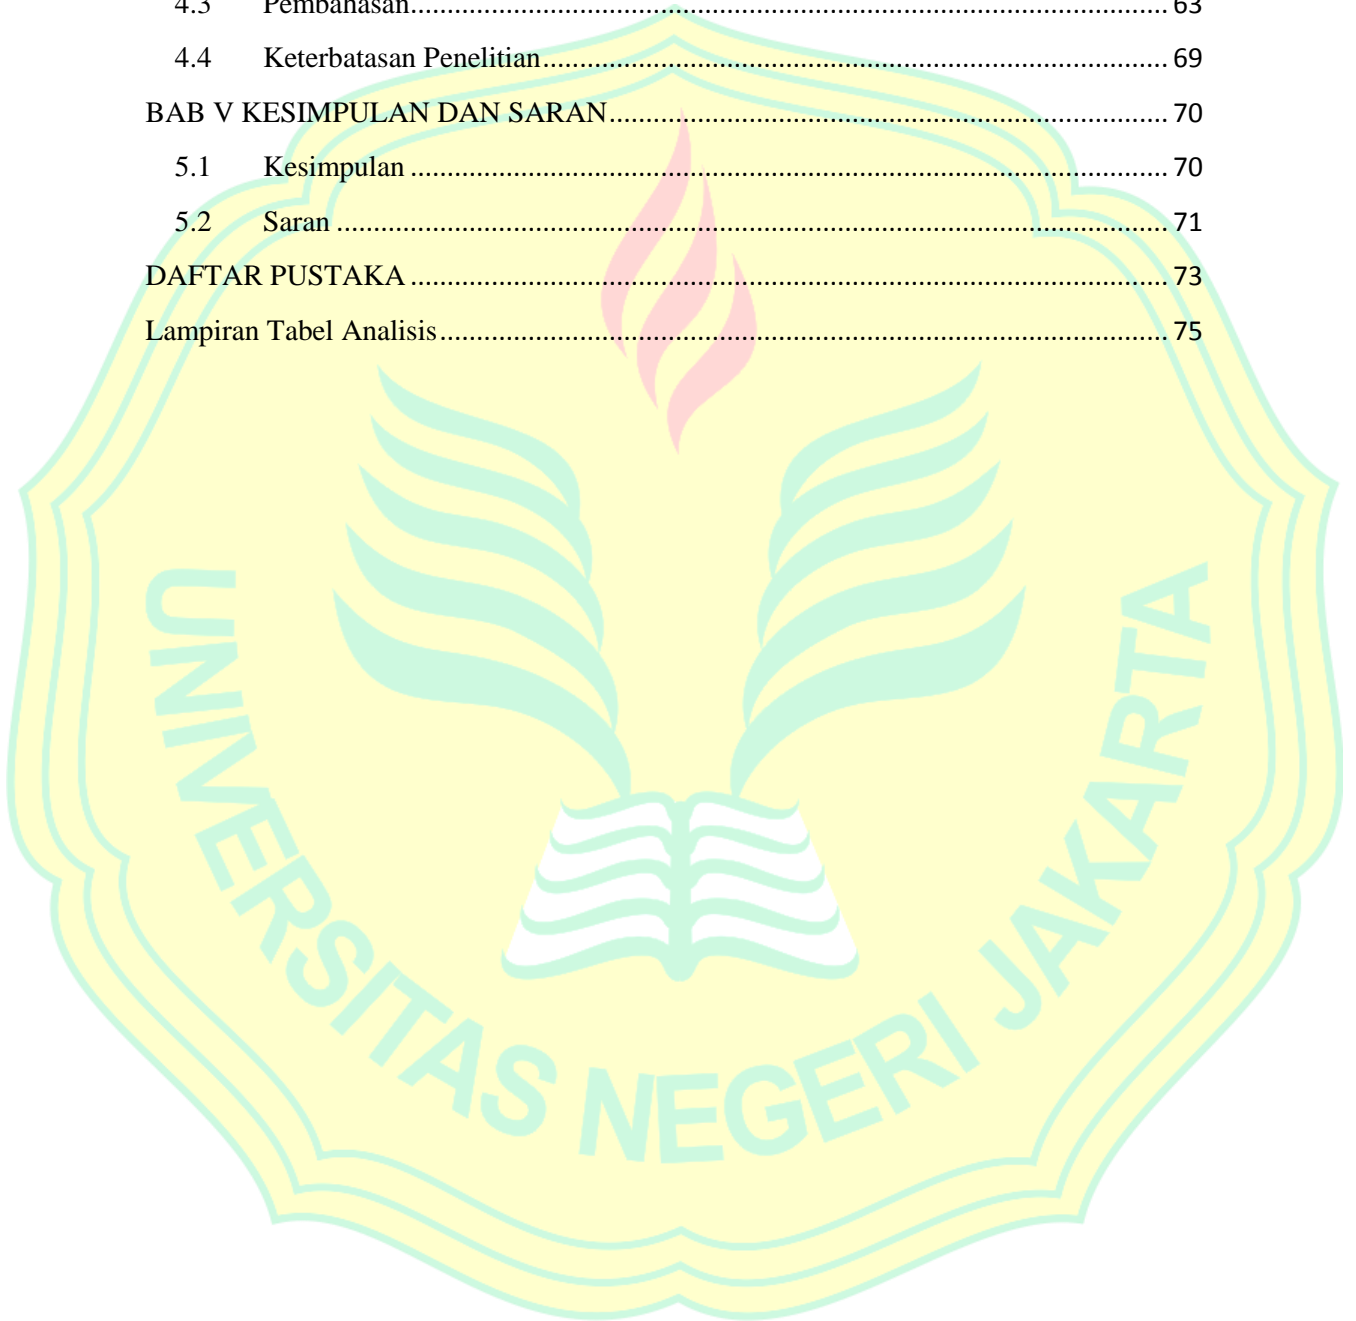 4.3 Pembahasan........................................................................................................ 63
4.4 Keterbatasan Penelitian...................................................................................... 69
BAB V KESIMPULAN DAN SARAN............................................................................. 70
5.1 Kesimpulan ........................................................................................................ 70
5.2 Saran .................................................................................................................. 71
DAFTAR PUSTAKA ........................................................................................................ 73
Lampiran Tabel Analisis.................................................................................................... 75
UNIVERSITAS NEGERI JAKARTA